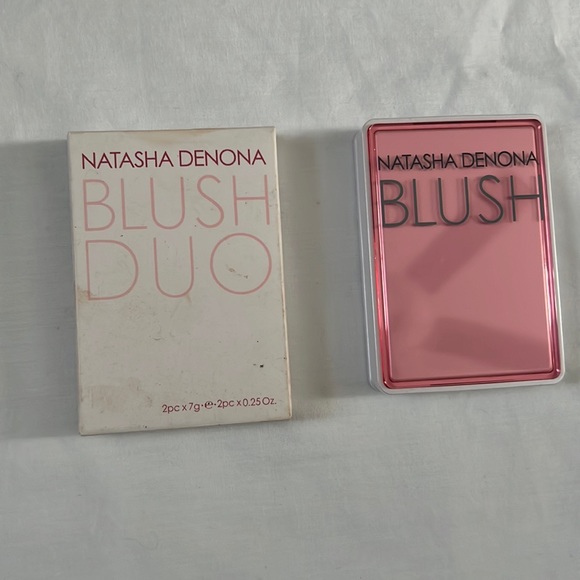 NATASHA DENONA
BLUSH
DUO
2pc x 7g·℮·2pc x 0.25 Oz.
NATASHA DENONA
BLUSH